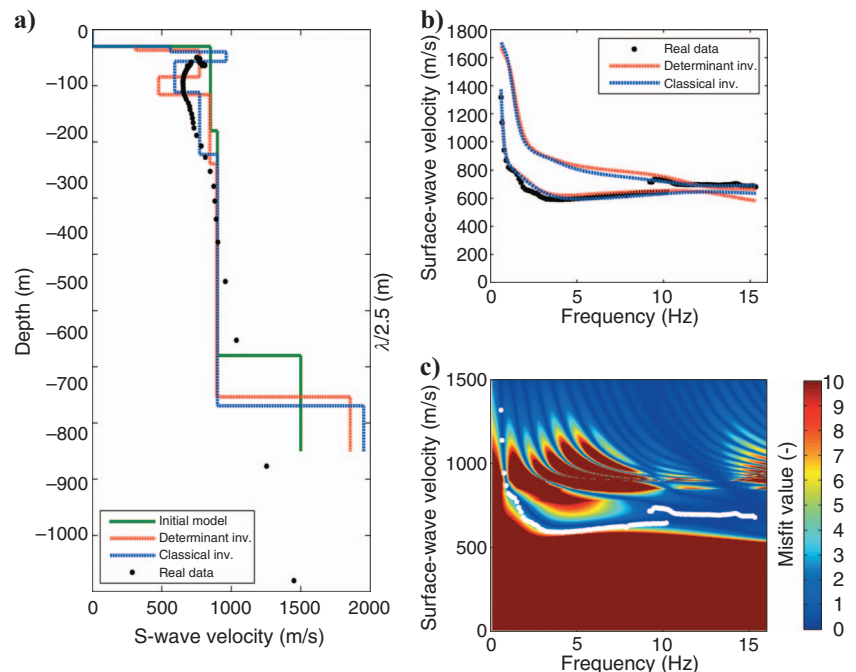 a)
0
−100
−200
−300
−400
−500
−600
−700
−800
−900
−1000
Depth (m)
λ/2.5 (m)
Initial model
Determinant inv.
Classical inv.
Real data
0 500 1000 1500 2000
S-wave velocity (m/s)
b)
Surface-wave velocity (m/s)
1800
1600
1400
1200
1000
800
600
400
200
0
Real data
Determinant inv.
Classical inv.
0 5 10 15
Frequency (Hz)
c)
Surface-wave velocity (m/s)
1500
1000
500
0
0 5 10 15
Frequency (Hz)
Misfit value (-)
10
9
8
7
6
5
4
3
2
1
0